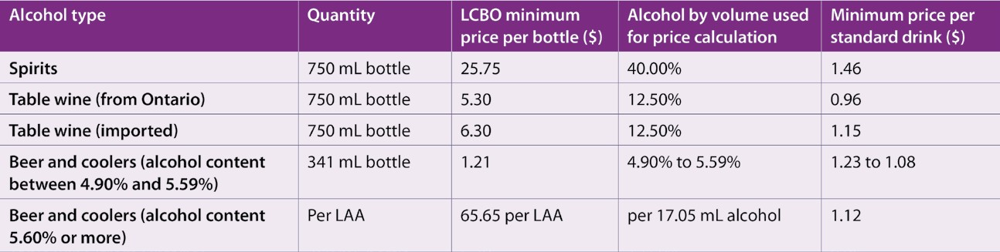 Alcohol type Quantity LCBO minimum price per bottle ($) Alcohol by volume used for price calculation Minimum price per standard drink ($)
Spirits 750 mL bottle 25.75 40.00% 1.46
Table wine (from Ontario) 750 mL bottle 5.30 12.50% 0.96
Table wine (imported) 750 mL bottle 6.30 12.50% 1.15
Beer and coolers (alcohol content between 4.90% and 5.59%) 341 mL bottle 1.21 4.90% to 5.59% 1.23 to 1.08
Beer and coolers (alcohol content 5.60% or more) Per LAA 65.65 per LAA per 17.05 mL alcohol 1.12